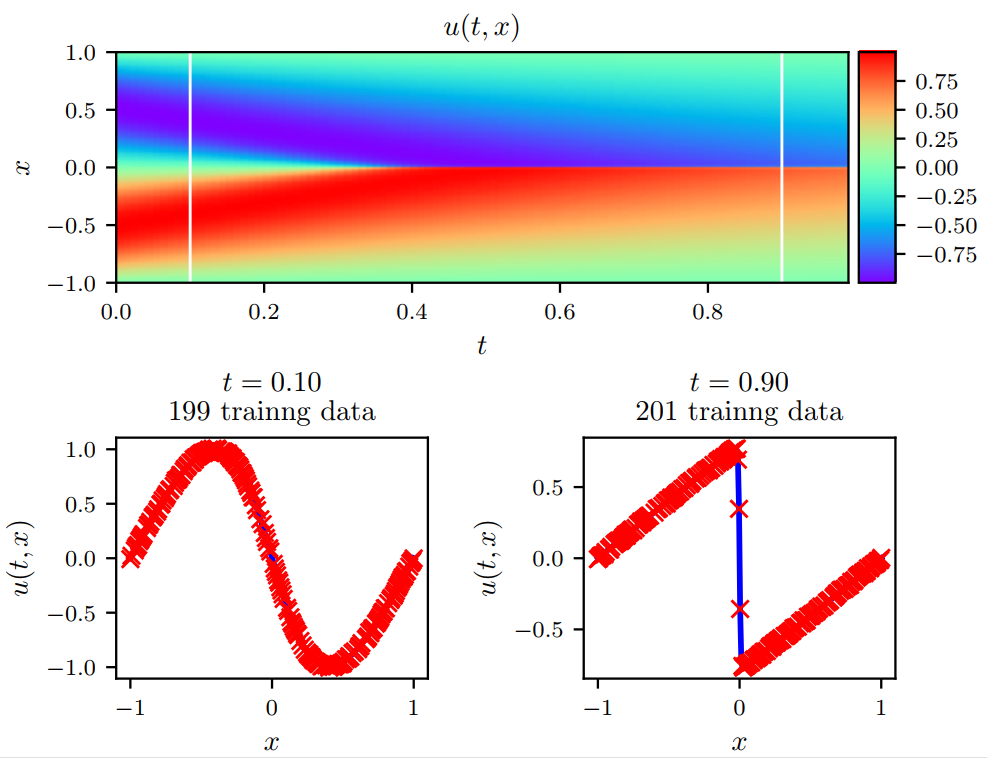 u(t, x)
1.0
0.5
0.0
−0.5
−1.0
x
0.0 0.2 0.4 0.6 0.8
t
0.75
0.50
0.25
0.00
−0.25
−0.50
−0.75
t = 0.10
199 trainng data
1.0
0.5
0.0
−0.5
−1.0
u(t, x)
−1 0 1
x
t = 0.90
201 trainng data
0.5
0.0
−0.5
u(t, x)
−1 0 1
x